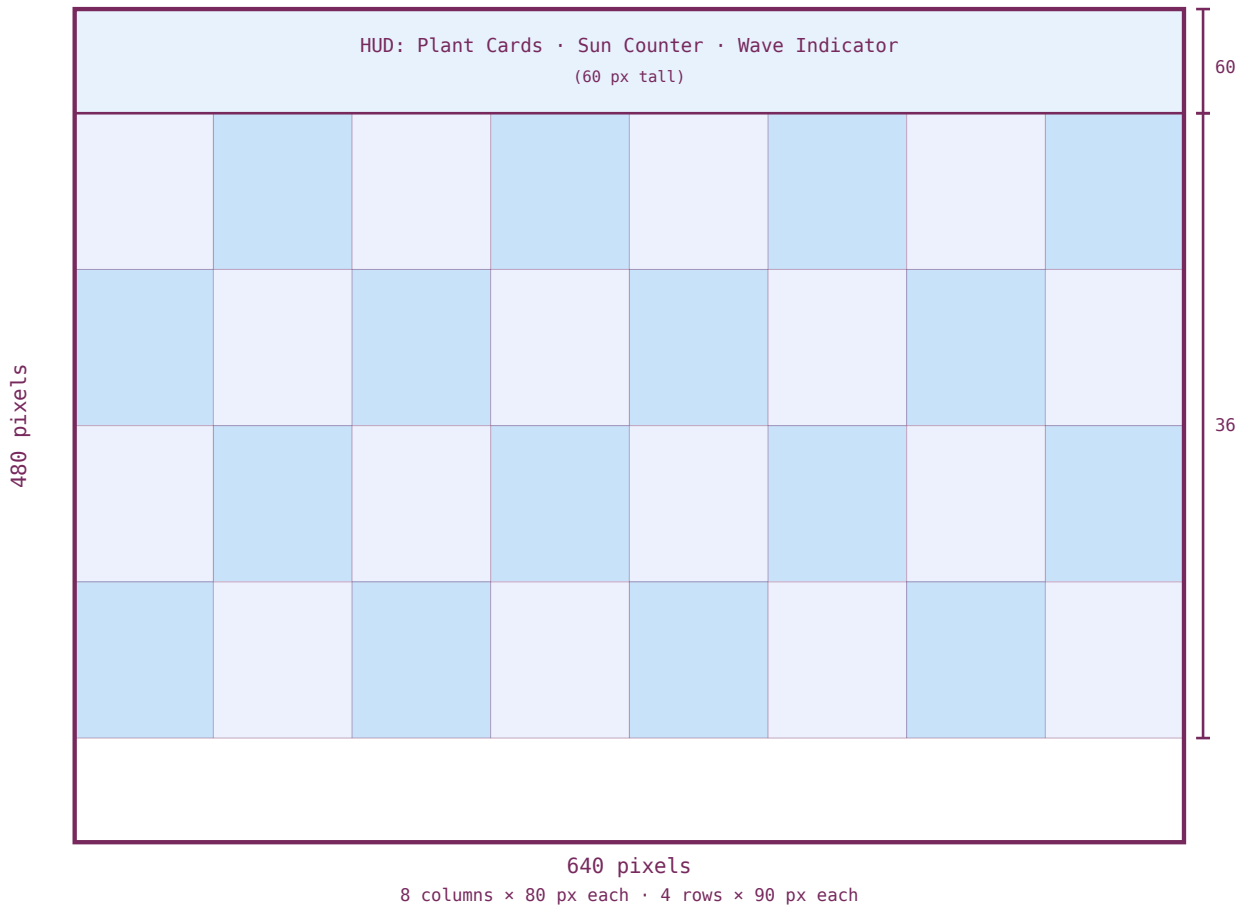 HUD: Plant Cards · Sun Counter · Wave Indicator
(60 px tall)
60
480 pixels
36
640 pixels
8 columns × 80 px each · 4 rows × 90 px each